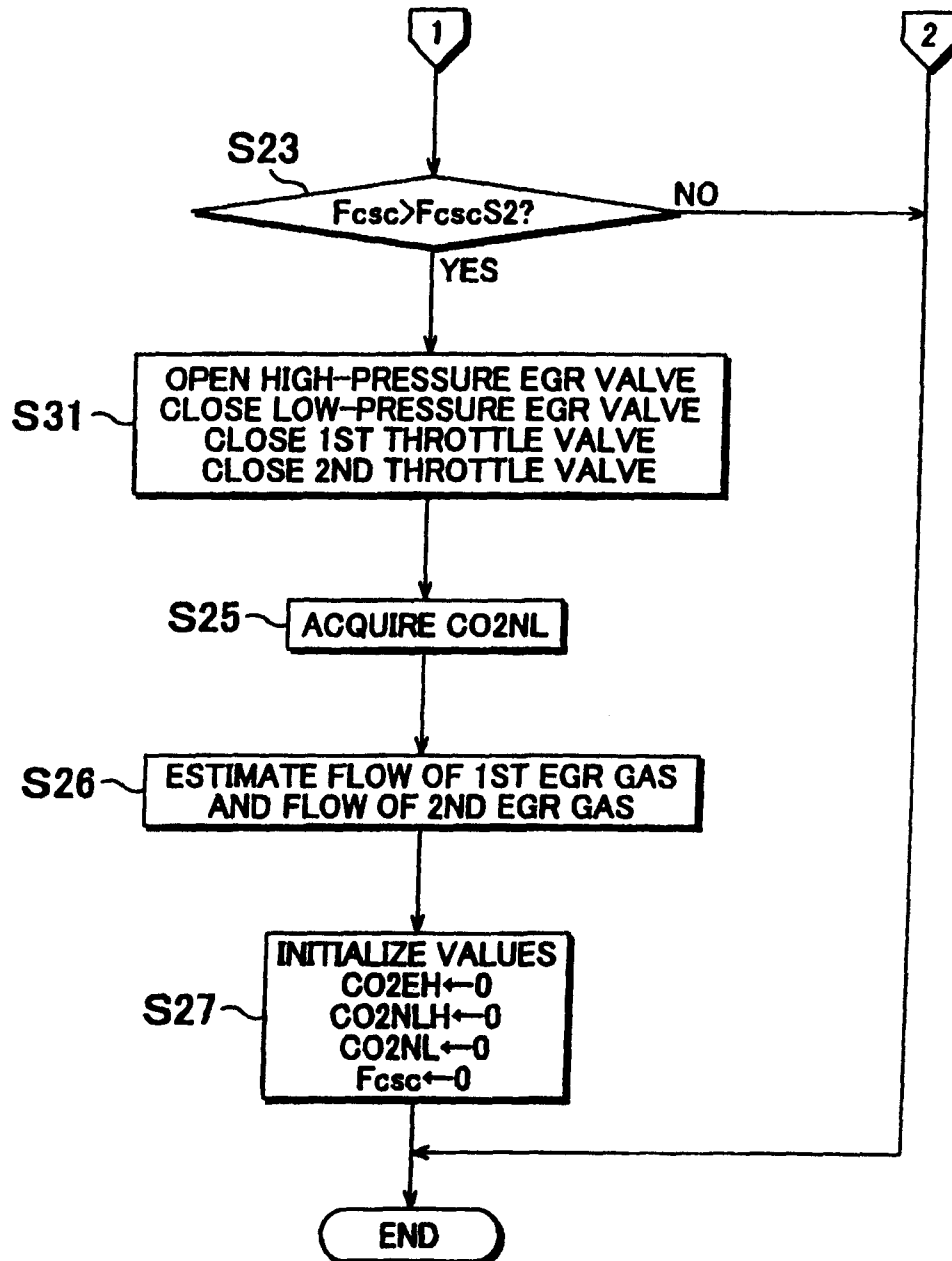 1
2
S23
Fcsc>FcscS2?
NO
YES
S31
OPEN HIGH-PRESSURE EGR VALVE
CLOSE LOW-PRESSURE EGR VALVE
CLOSE 1ST THROTTLE VALVE
CLOSE 2ND THROTTLE VALVE
S25
ACQUIRE CO2NL
S26
ESTIMATE FLOW OF 1ST EGR GAS
AND FLOW OF 2ND EGR GAS
S27
INITIALIZE VALUES
CO2EH←0
CO2NLH←0
CO2NL←0
Fcsc←0
END